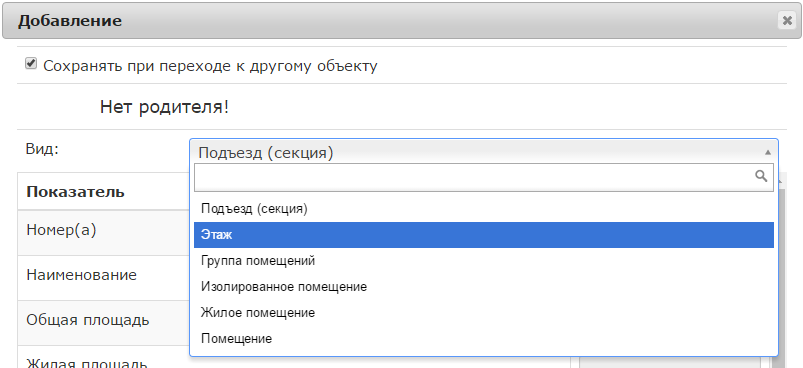 Добавление
Сохранять при переходе к другому объекту
Нет родителя!
Вид:
Подъезд (секция)
Показатель
Подъезд (секция)
Номер(а)
Этаж
Группа помещений
Наименование
Изолированное помещение
Общая площадь
Жилое помещение
Помещение
Жилая площадь